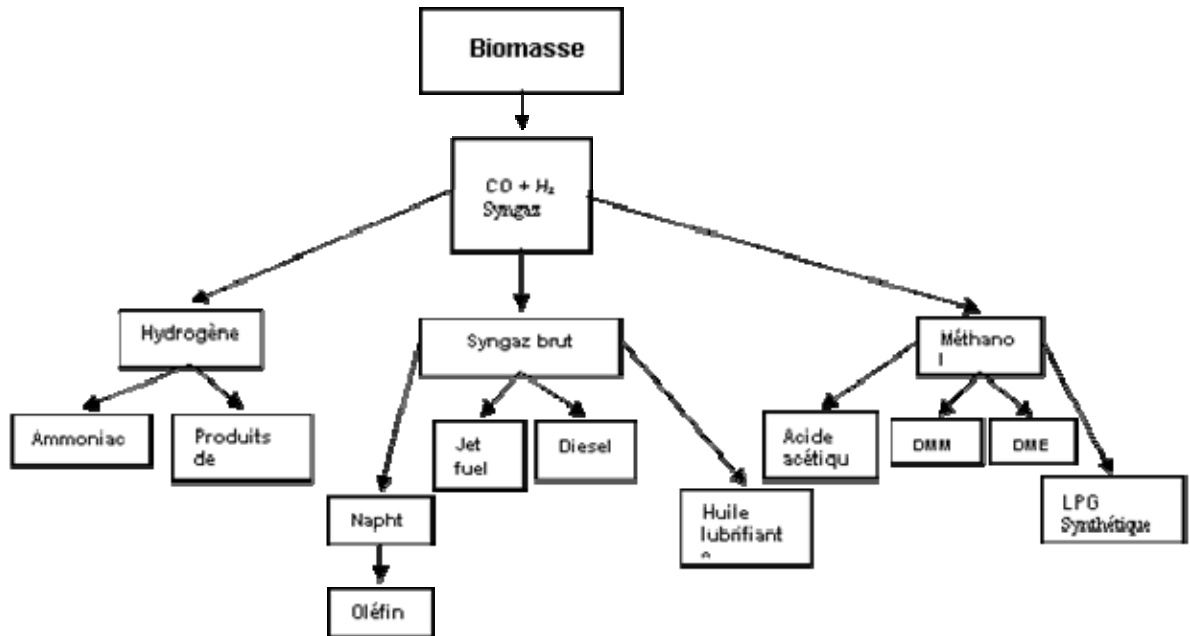 Biomasse
CO + H₂
Syngaz
Hydrogène
Syngaz brut
Méthano
l
Ammoniac
Produits
de
Jet
fuel
Diesel
Acide
acétiqu
DMM
DME
Napht
Huile
lubrifiant
LPG
Synthétique
Oléfin